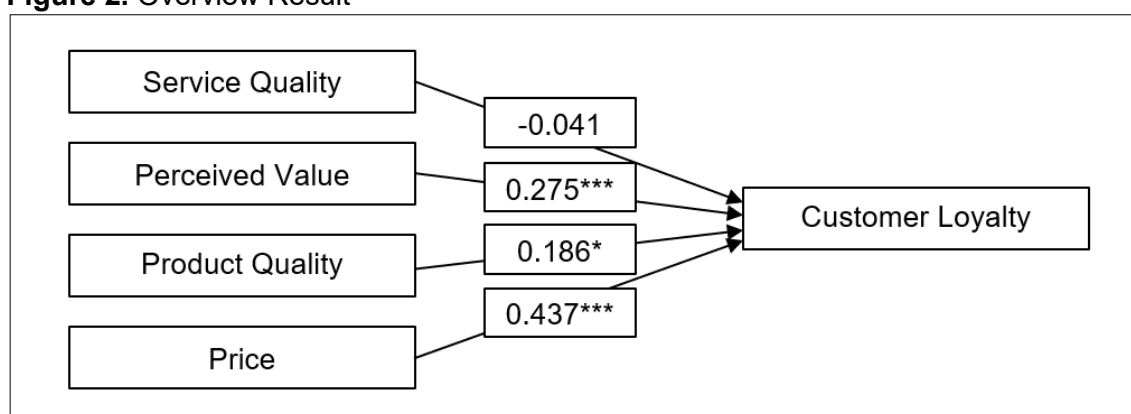 Figure 2. Overview Result
Service Quality
-0.041
Perceived Value
0.275***
Product Quality
0.186*
Price
0.437***
Customer Loyalty